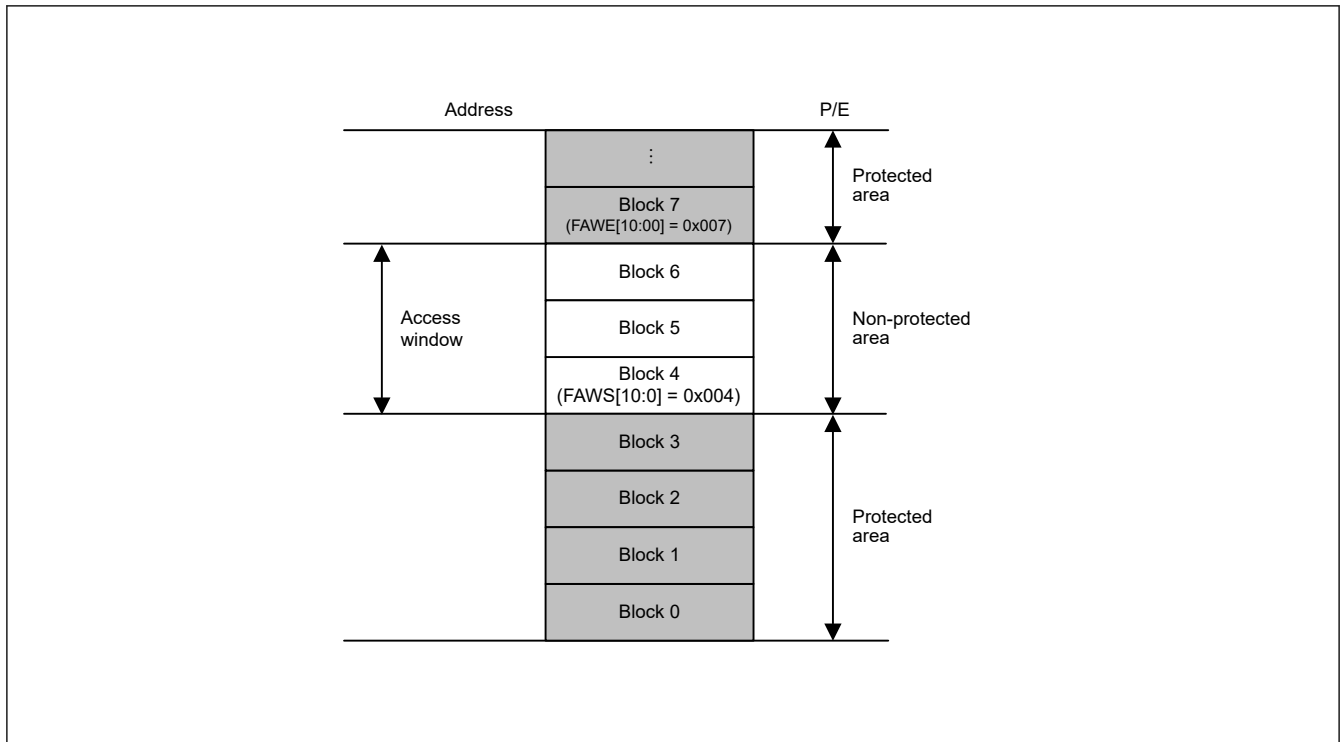 Address
P/E
⋮
Protected
area
Block 7
(FAWE[10:00] = 0x007)
Block 6
Access
window
Block 5
Non-protected
area
Block 4
(FAWS[10:0] = 0x004)
Block 3
Block 2
Protected
area
Block 1
Block 0